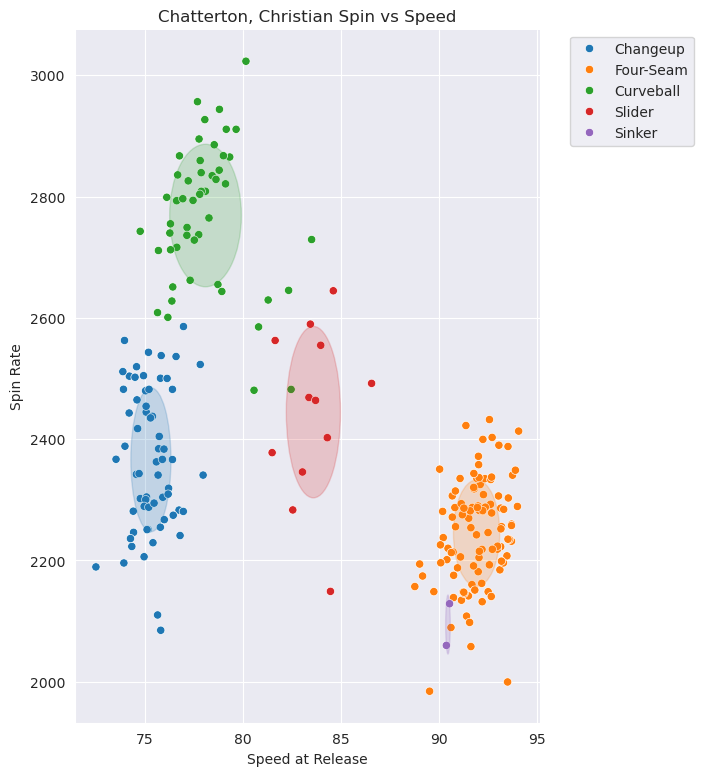 Chatterton, Christian Spin vs Speed
Changeup
Four-Seam
Curveball
Slider
Sinker
3000
2800
2600
2400
2200
2000
Spin Rate
75
80
85
90
95
Speed at Release